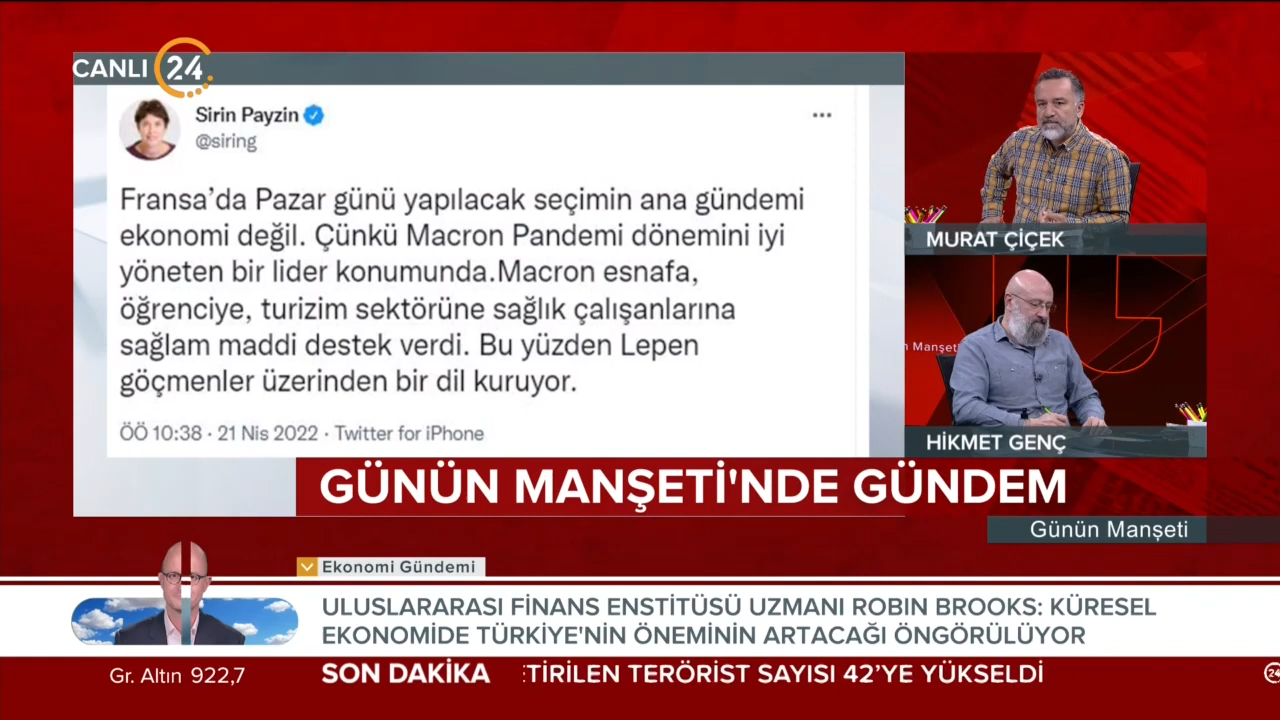 CANLI 24
Sirin Payzin
@siring
Fransa’da Pazar günü yapılacak seçimin ana gündemi
ekonomi değil. Çünkü Macron Pandemi dönemini iyi
yöneten bir lider konumunda.Macron esnafa,
öğrenciye, turizim sektörüne sağlık çalışanlarına
sağlam maddi destek verdi. Bu yüzden Lepen
göçmenler üzerinden bir dil kuruyor.
ÖÖ 10:38 · 21 Nis 2022 · Twitter for iPhone
MURAT ÇİÇEK
n Manşeti
HİKMET GENÇ
GÜNÜN MANŞETİ'NDE GÜNDEM
Günün Manşeti
Ekonomi Gündemi
ULUSLARARASI FİNANS ENSTİTÜSÜ UZMANI ROBIN BROOKS: KÜRESEL
EKONOMİDE TÜRKİYE'NİN ÖNEMİNİN ARTACAĞI ÖNGÖRÜLÜYOR
Gr. Altın 922,7
SON DAKİKA
TİRİLEN TERÖRİST SAYISI 42’YE YÜKSELDİ
24